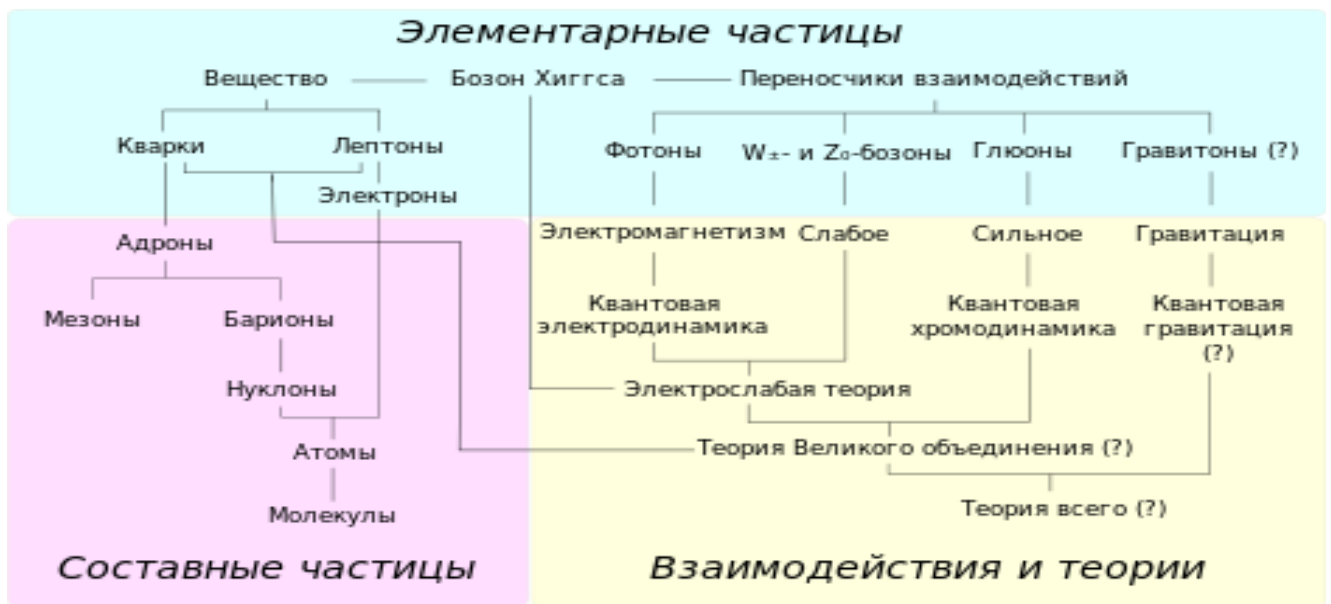 Элементарные частицы
Вещество Бозон Хиггса Переносчики взаимодействий
Кварки Лептоны Фотоны W±- и Z0-бозоны Глюоны Гравитоны (?)
Электроны
Адроны Электромагнетизм Слабое Сильное Гравитация
Мезоны Барионы
Квантовая
электродинамика
Квантовая
хромодинамика
Квантовая
гравитация
(?)
Нуклоны Электрослабая теория
Атомы Теория Великого объединения (?)
Молекулы Теория всего (?)
Составные частицы Взаимодействия и теории